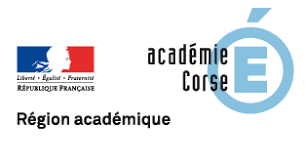 académie
Corse
É
Liberté • Égalité • Fraternité
RÉPUBLIQUE FRANÇAISE
Région académique